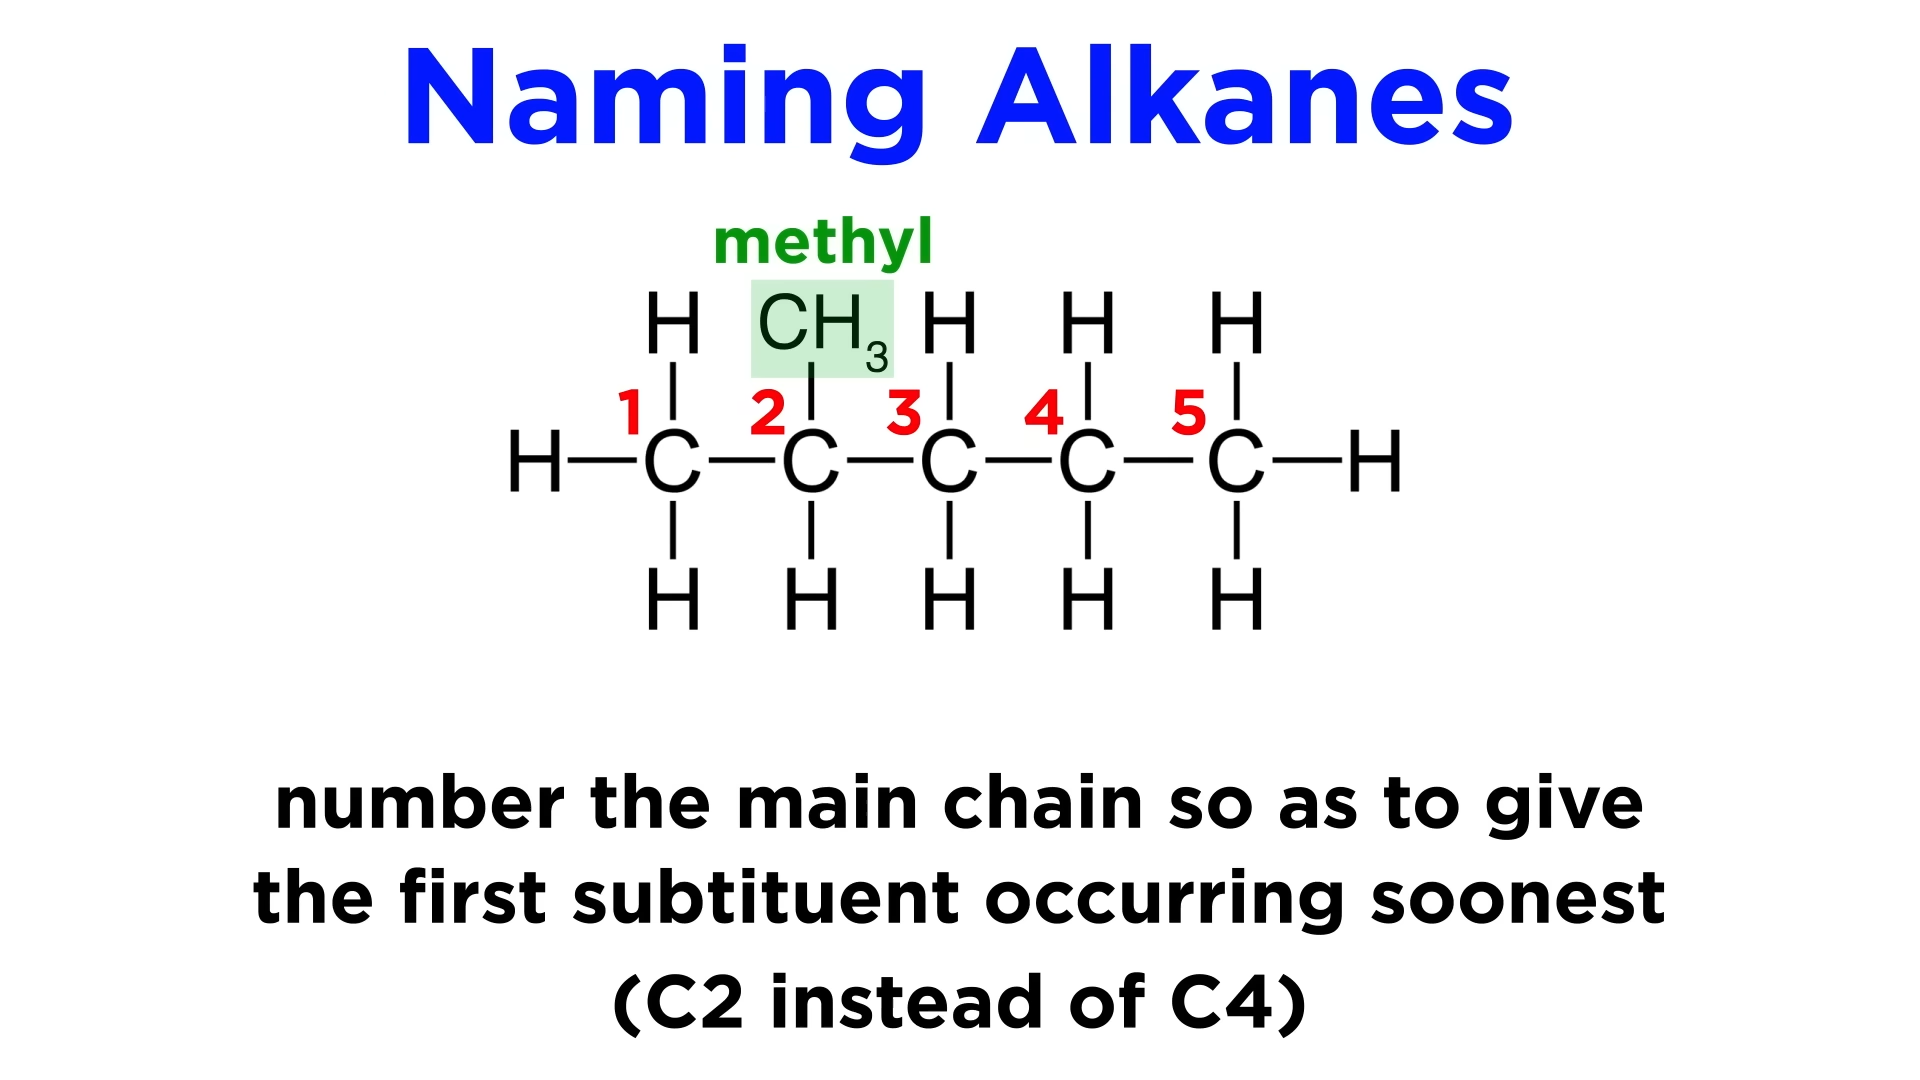 Naming Alkanes
methyl
H CH₃ H H H
1 2 3 4 5
H C C C C C H
H H H H H
number the main chain so as to give
the first subtituent occurring soonest
(C2 instead of C4)